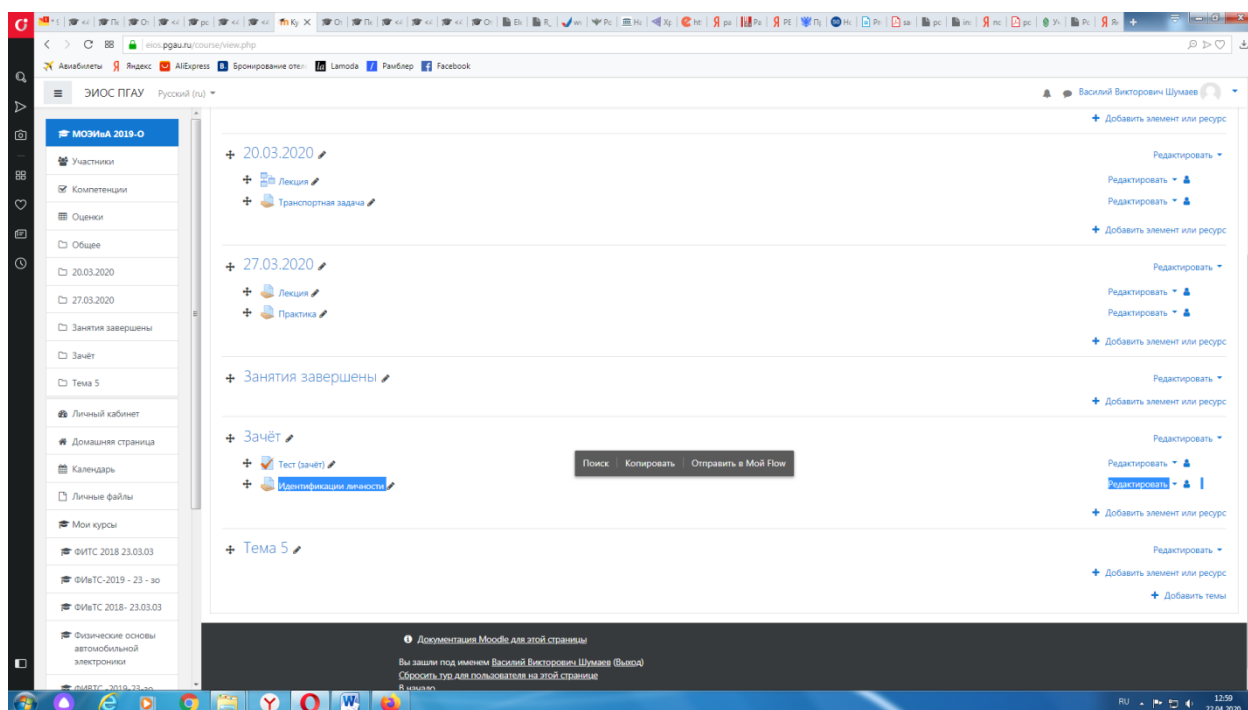 eios.pgau.ru/course/view.php
Авиабилеты Яндекс AliExpress Бронирование отел Lamoda Рамблер Facebook
ЭИОС ПГАУ Русский (ru)
Василий Викторович Шумаев
МОЭИвА 2019-О
Участники
Компетенции
Оценки
Общее
20.03.2020
27.03.2020
Занятия завершены
Зачёт
Тема 5
Личный кабинет
Домашняя страница
Календарь
Личные файлы
Мои курсы
ФИТС 2018 23.03.03
ФИвТС-2019 - 23 - зо
ФИвТС 2018- 23.03.03
Физические основы
автомобильной
электроники
Добавить элемент или ресурс
20.03.2020 Редактировать
Лекция Редактировать
Транспортная задача Редактировать
Добавить элемент или ресурс
27.03.2020 Редактировать
Лекция Редактировать
Практика Редактировать
Добавить элемент или ресурс
Занятия завершены Редактировать
Добавить элемент или ресурс
Зачёт Редактировать
Поиск Копировать Отправить в Мой Flow
Тест (зачёт) Редактировать
Идентификации личности Редактировать
Добавить элемент или ресурс
Тема 5 Редактировать
Добавить элемент или ресурс
Добавить темы
Документация Moodle для этой страницы
Вы зашли под именем Василий Викторович Шумаев (Выход)
Сбросить тур для пользователя на этой странице
В начало
RU
12:59
22.04.2020